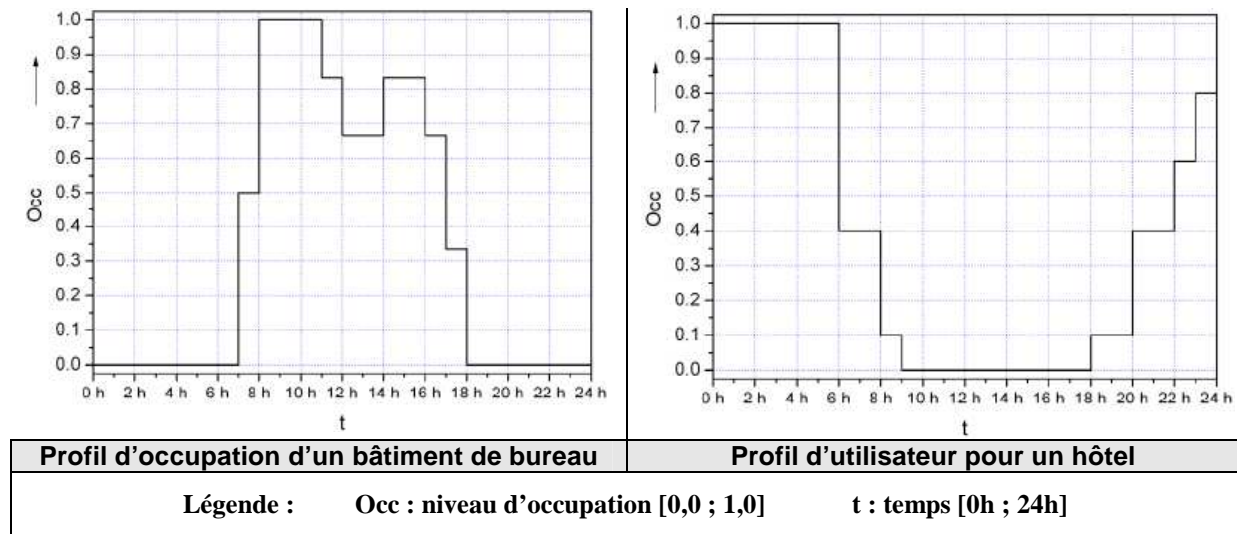 1.0
0.9
0.8
0.7
0.6
0.5
0.4
0.3
0.2
0.1
0.0
Occ
0 h 2 h 4 h 6 h 8 h 10 h 12 h 14 h 16 h 18 h 20 h 22 h 24 h
t
1.0
0.9
0.8
0.7
0.6
0.5
0.4
0.3
0.2
0.1
0.0
Occ
0 h 2 h 4 h 6 h 8 h 10 h 12 h 14 h 16 h 18 h 20 h 22 h 24 h
t
Profil d'occupation d'un bâtiment de bureau
Profil d'utilisateur pour un hôtel
Légende : Occ : niveau d'occupation [0,0 ; 1,0] t : temps [0h ; 24h]